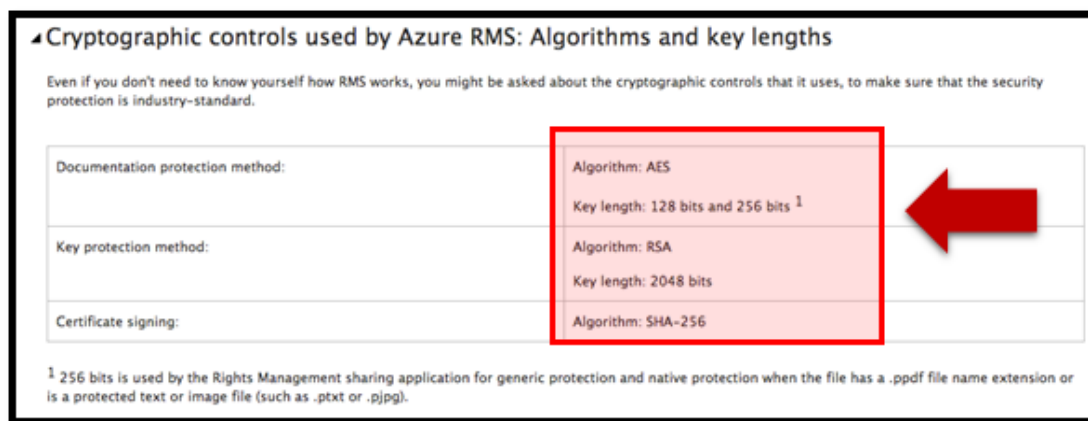 Cryptographic controls used by Azure RMS: Algorithms and key lengths
Even if you don't need to know yourself how RMS works, you might be asked about the cryptographic controls that it uses, to make sure that the security
protection is industry-standard.
Documentation protection method:
Algorithm: AES
Key length: 128 bits and 256 bits 1
Key protection method:
Algorithm: RSA
Key length: 2048 bits
Certificate signing:
Algorithm: SHA-256
1 256 bits is used by the Rights Management sharing application for generic protection and native protection when the file has a .ppdf file name extension or
is a protected text or image file (such as .ptxt or .pjpg).